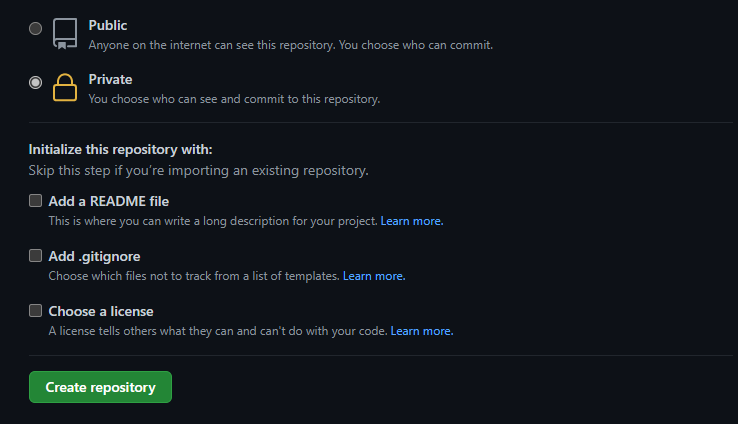 Public
Anyone on the internet can see this repository. You choose who can commit.
Private
You choose who can see and commit to this repository.
Initialize this repository with:
Skip this step if you’re importing an existing repository.
Add a README file
This is where you can write a long description for your project. Learn more.
Add .gitignore
Choose which files not to track from a list of templates. Learn more.
Choose a license
A license tells others what they can and can't do with your code. Learn more.
Create repository